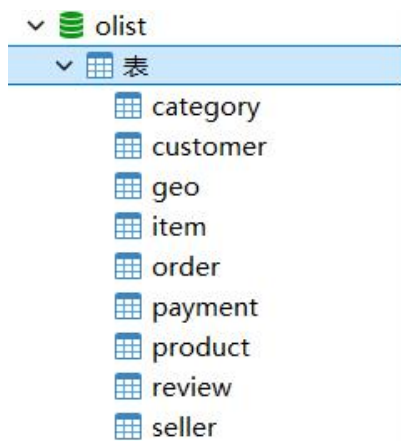 olist
表
category
customer
geo
item
order
payment
product
review
seller